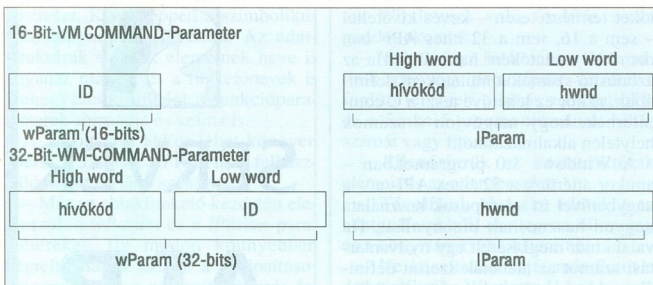 16-Bit-VM.COMMAND-Parameter
High word Low word
ID hívókód hwnd
wParam (16-bits) lParam
32-Bit-VM.COMMAND-Parameter
High word Low word
hívókód ID hwnd
wParam (32-bits) lParam